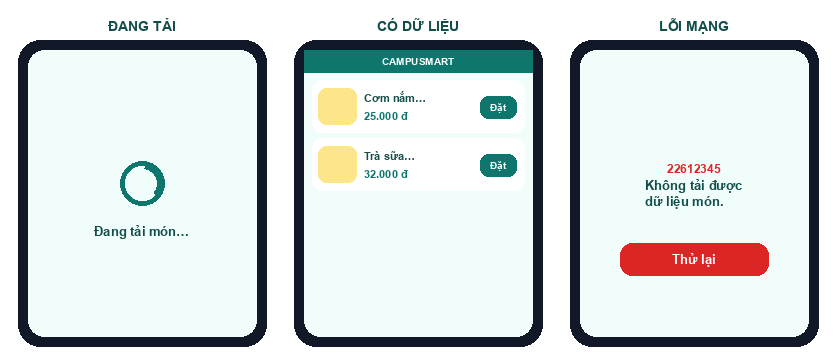 ĐANG TẢI
Đang tải món...
CÓ DỮ LIỆU
CAMPUSMART
Cơm nắm...
25.000 đ
Đặt
Trà sữa...
32.000 đ
Đặt
LỖI MẠNG
22612345
Không tải được
dữ liệu món.
Thử lại